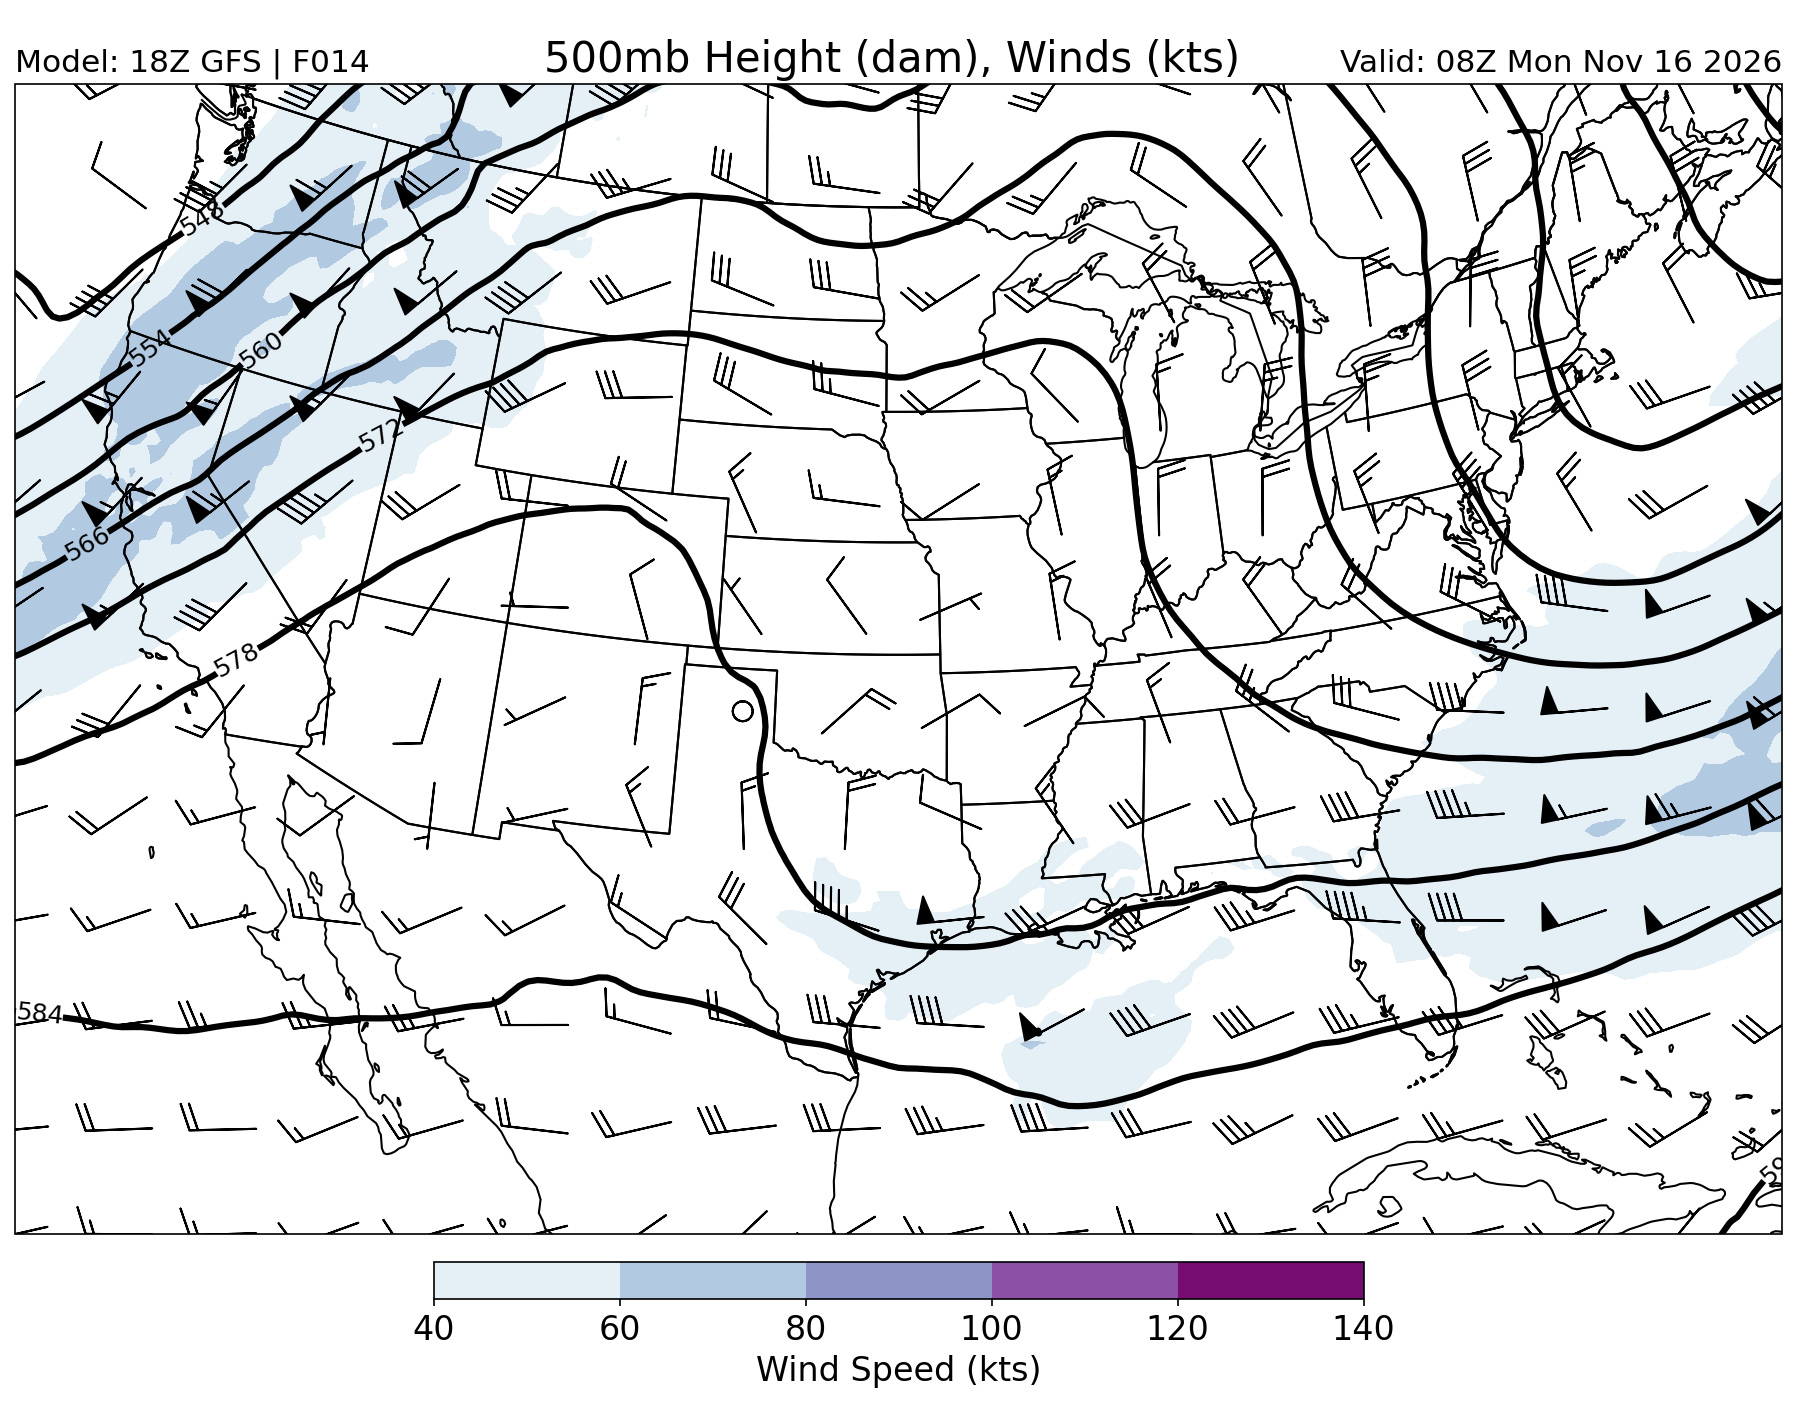 Model: 18Z GFS | F014
500mb Height (dam), Winds (kts)
Valid: 08Z Mon Nov 16 2026
548
554
560
572
566
578
584
40 60 80 100 120 140
Wind Speed (kts)